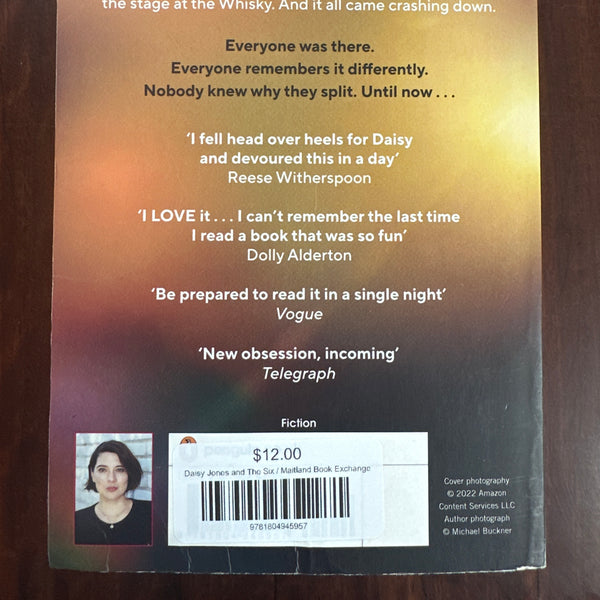 the stage at the Whisky. And it all came crashing down.
Everyone was there.
Everyone remembers it differently.
Nobody knew why they split. Until now . . .
‘I fell head over heels for Daisy
and devoured this in a day’
Reese Witherspoon
‘I LOVE it . . . I can’t remember the last time
I read a book that was so fun’
Dolly Alderton
‘Be prepared to read it in a single night’
Vogue
‘New obsession, incoming’
Telegraph
Fiction
$12.00
Daisy Jones and The Six / Maitland Book Exchange
9781804945957
Cover photography
© 2022 Amazon
Content Services LLC
Author photograph
© Michael Buckner